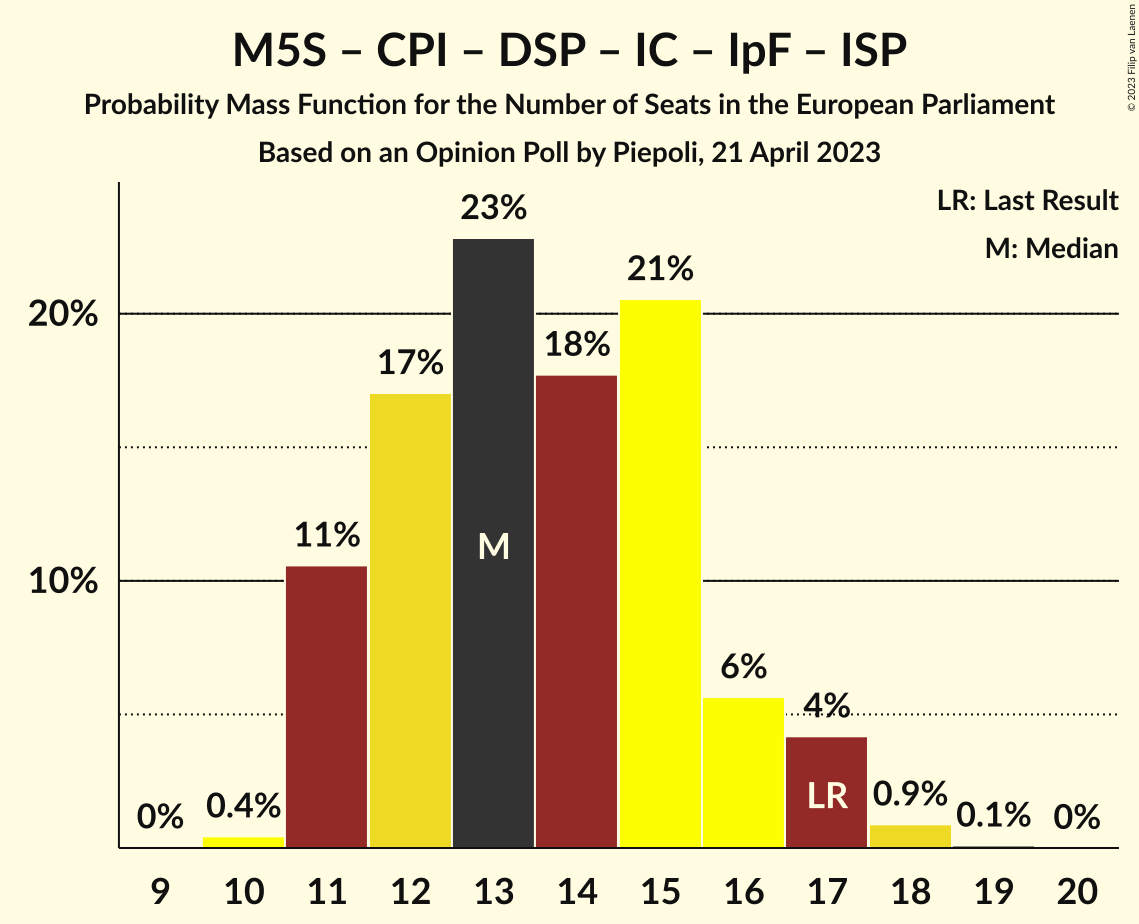 M5S – CPI – DSP – IC – IpF – ISP
Probability Mass Function for the Number of Seats in the European Parliament
Based on an Opinion Poll by Piepoli, 21 April 2023
© 2023 Filip van Laenen
LR: Last Result
M: Median
20%
10%
0%
0.4%
11%
17%
23%
18%
21%
6%
4%
0.9%
0.1%
0%
M
LR
9 10 11 12 13 14 15 16 17 18 19 20